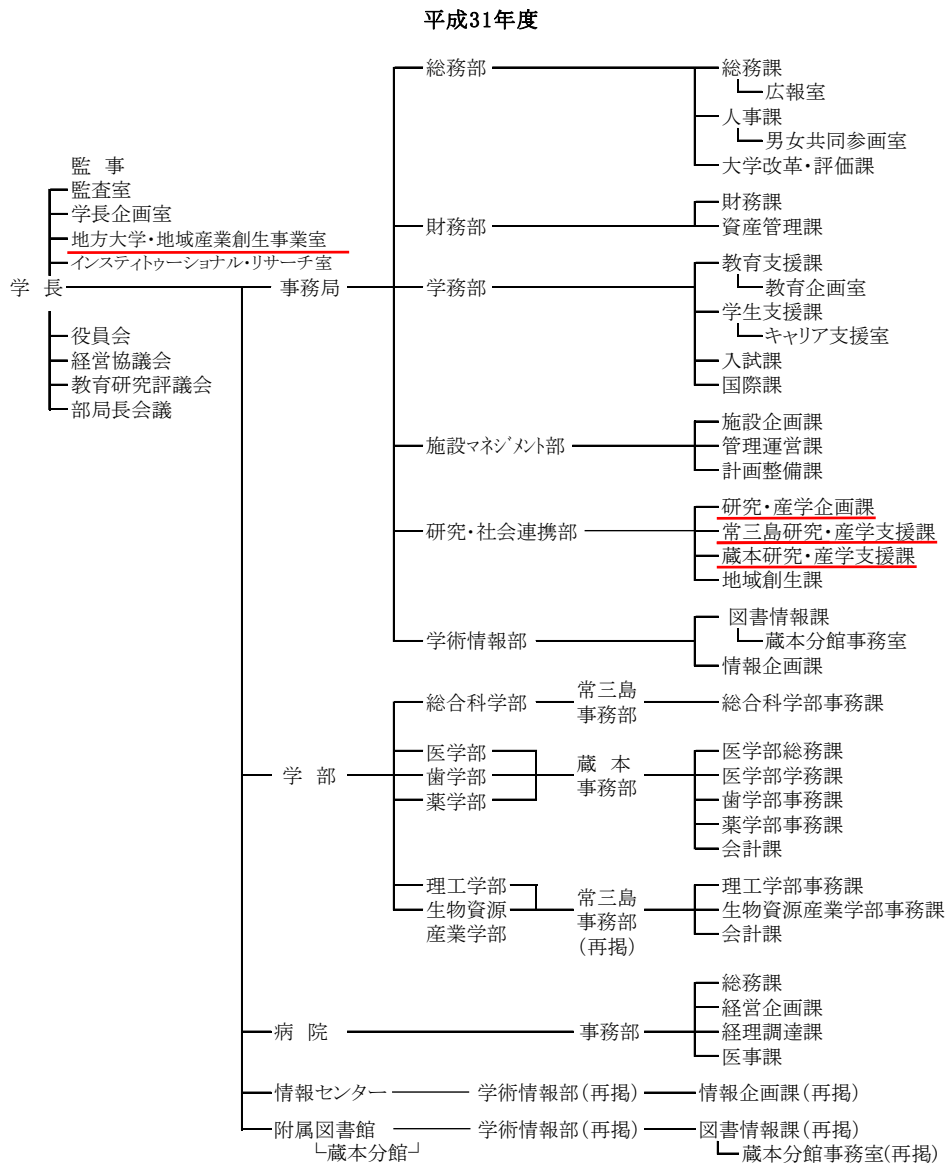 平成31年度
総務部
総務課
広報室
人事課
男女共同参画室
大学改革・評価課
監 事
監査室
学長企画室
地方大学・地域産業創生事業室
インスティトゥーショナル・リサーチ室
学 長
役員会
経営協議会
教育研究評議会
部局長会議
事務局
財務部
財務課
資産管理課
学務部
教育支援課
教育企画室
学生支援課
キャリア支援室
入試課
国際課
施設マネジメント部
施設企画課
管理運営課
計画整備課
研究・社会連携部
研究・産学企画課
常三島研究・産学支援課
蔵本研究・産学支援課
地域創生課
学術情報部
図書情報課
蔵本分館事務室
情報企画課
学 部
総合科学部
常三島
事務部
総合科学部事務課
医学部
歯学部
薬学部
蔵 本
事務部
医学部総務課
医学部学務課
歯学部事務課
薬学部事務課
会計課
理工学部
生物資源
産業学部
常三島
事務部
(再掲)
理工学部事務課
生物資源産業学部事務課
会計課
病 院
事務部
総務課
経営企画課
経理調達課
医事課
情報センター
学術情報部(再掲)
情報企画課(再掲)
附属図書館
蔵本分館
学術情報部(再掲)
図書情報課(再掲)
蔵本分館事務室(再掲)